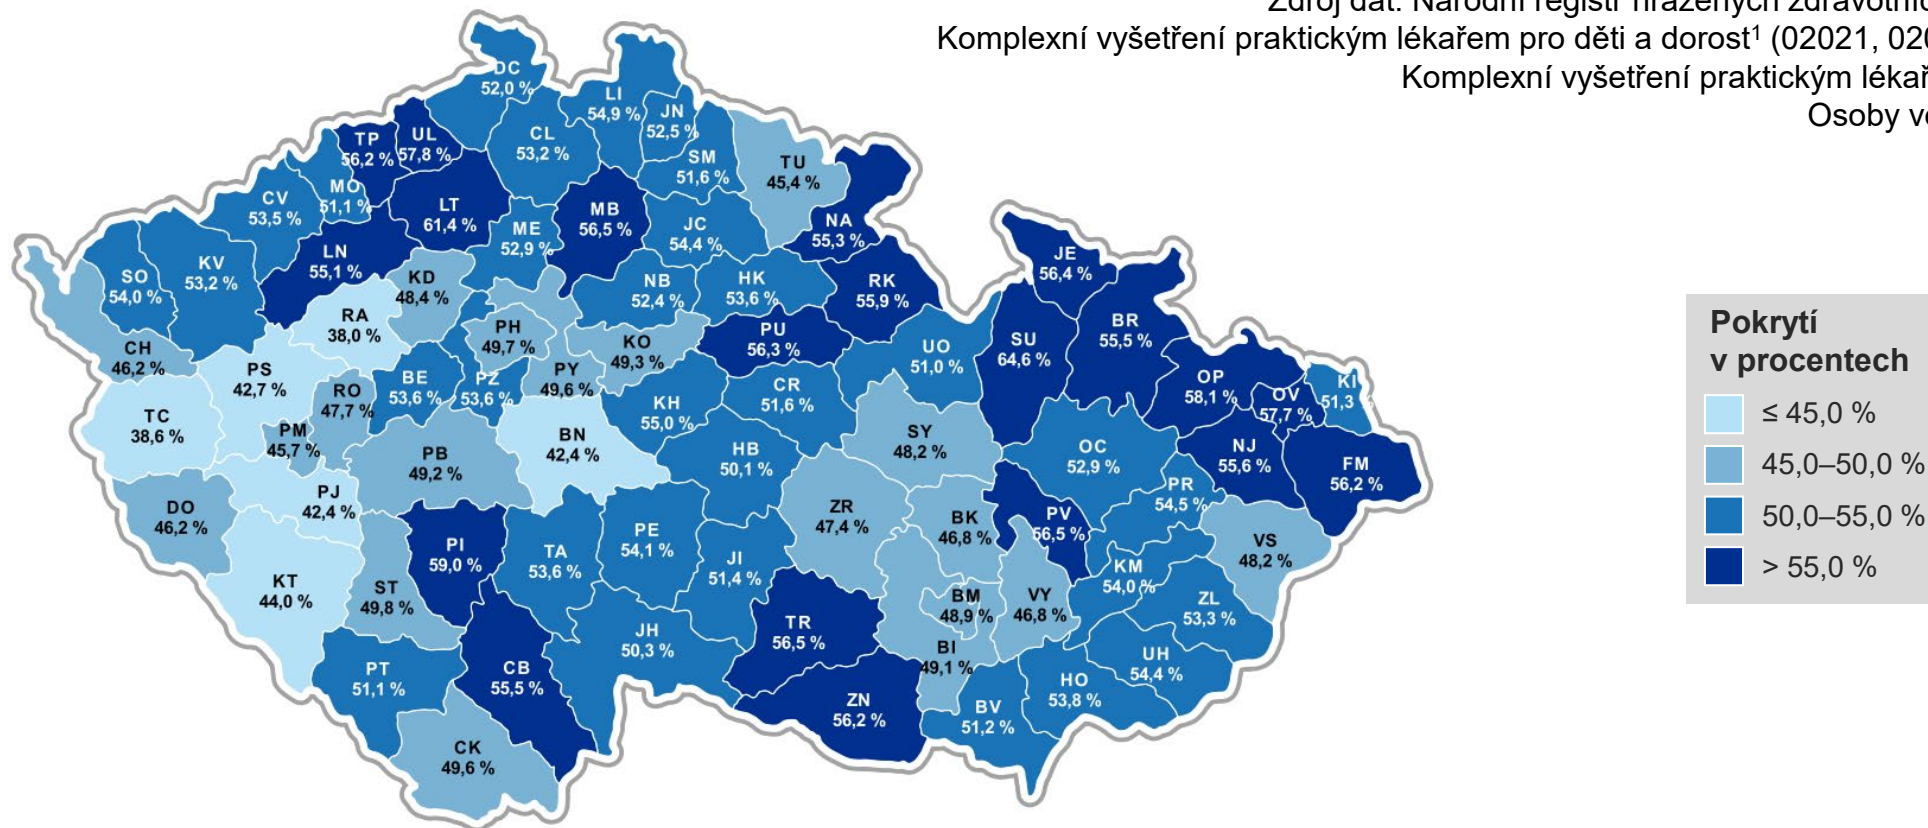 Zdroj dat: Národní registr hrazených zdravotnic
Komplexní vyšetření praktickým lékařem pro děti a dorost¹ (02021, 020
Komplexní vyšetření praktickým lékař
Osoby v
DC
52,0 %
LI
54,9 %
JN
52,5 %
TP
56,2 %
UL
57,8 %
CL
53,2 %
SM
51,6 %
TU
45,4 %
MO
51,1 %
CV
53,5 %
LT
61,4 %
MB
56,5 %
ME
52,9 %
JC
54,4 %
NA
55,3 %
LN
55,1 %
KV
53,2 %
SO
54,0 %
KD
48,4 %
NB
52,4 %
HK
53,6 %
RK
55,9 %
JE
56,4 %
RA
38,0 %
PH
49,7 %
KO
49,3 %
PU
56,3 %
UO
51,0 %
SU
64,6 %
BR
55,5 %
CH
46,2 %
PS
42,7 %
RO
47,7 %
BE
53,6 %
PZ
53,6 %
PY
49,6 %
KH
55,0 %
CR
51,6 %
OP
58,1 %
OV
57,7 %
KI
51,3
TC
38,6 %
PM
45,7 %
PB
49,2 %
BN
42,4 %
HB
50,1 %
SY
48,2 %
OC
52,9 %
NJ
55,6 %
FM
56,2 %
DO
46,2 %
PJ
42,4 %
PR
54,5 %
ZR
47,4 %
BK
46,8 %
PV
56,5 %
VS
48,2 %
PI
59,0 %
TA
53,6 %
PE
54,1 %
JI
51,4 %
KM
54,0 %
KT
44,0 %
ST
49,8 %
BM
48,9 %
VY
46,8 %
ZL
53,3 %
TR
56,5 %
JH
50,3 %
BI
49,1 %
UH
54,4 %
PT
51,1 %
CB
55,5 %
HO
53,8 %
ZN
56,2 %
BV
51,2 %
CK
49,6 %
Pokrytí
v procentech
≤ 45,0 %
45,0–50,0 %
50,0–55,0 %
> 55,0 %